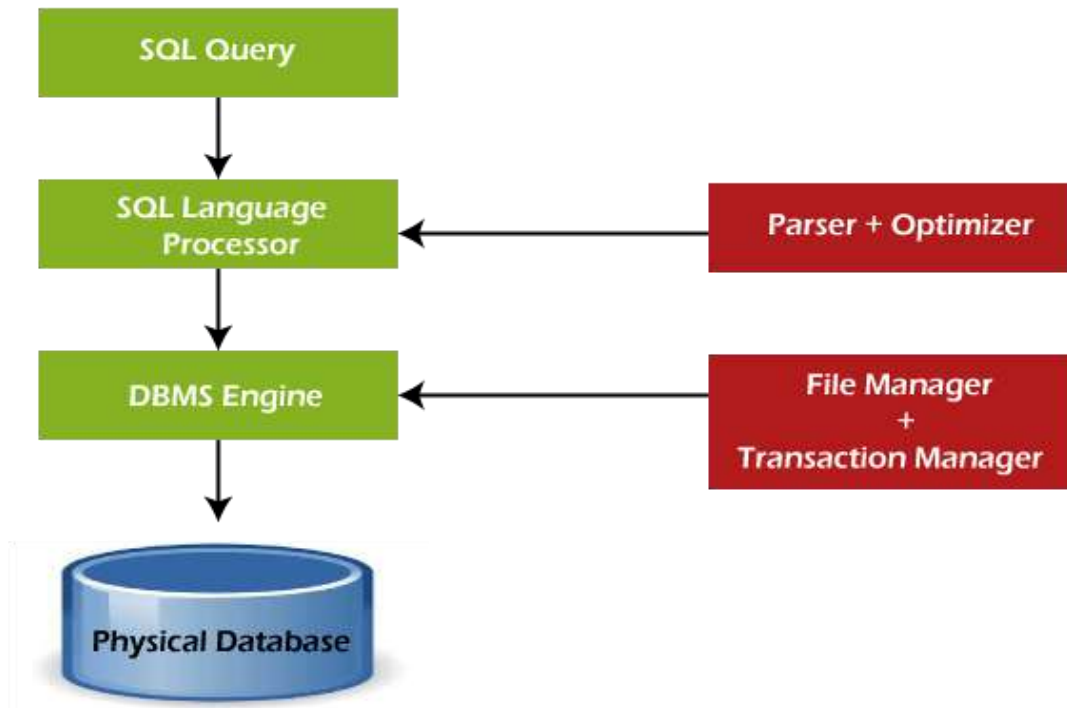 SQL Query
SQL Language
Processor
Parser + Optimizer
DBMS Engine
File Manager
+
Transaction Manager
Physical Database